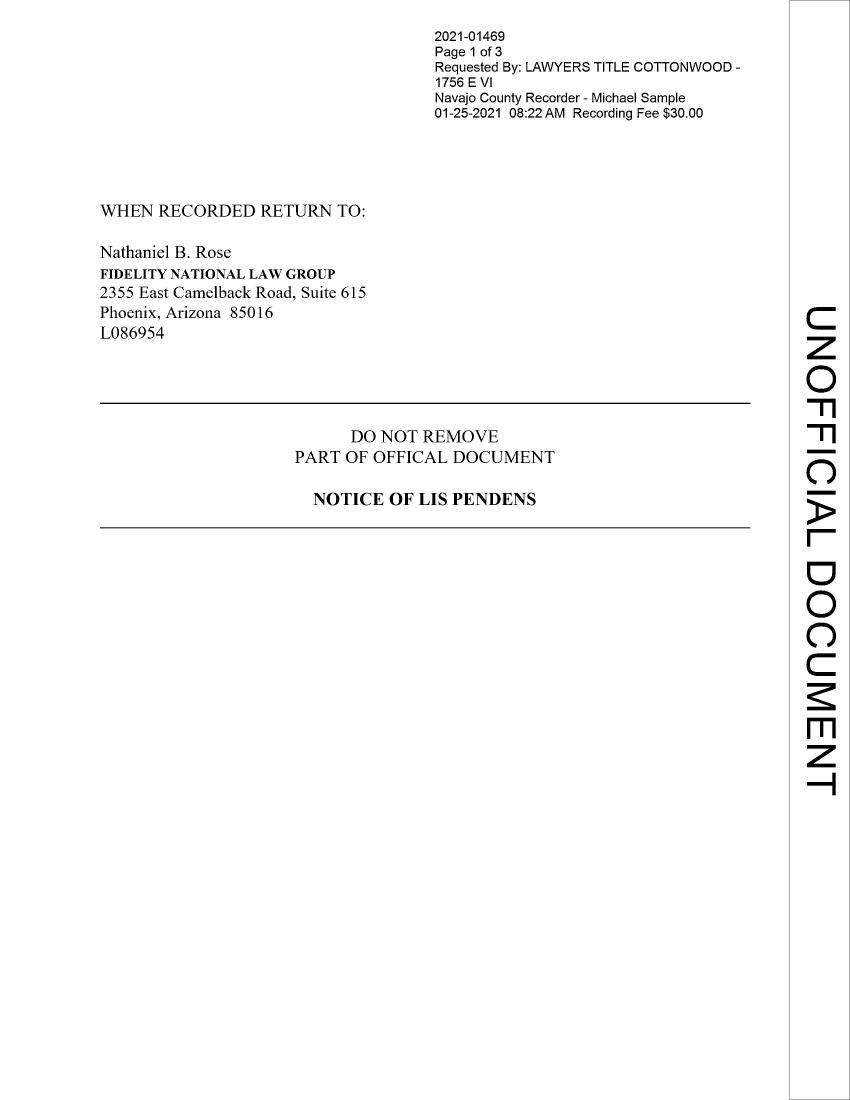 2021-01469
Page 1 of 3
Requested By: LAWYERS TITLE COTTONWOOD -
1756 E VI
Navajo County Recorder - Michael Sample
01-25-2021 08:22 AM Recording Fee $30.00
WHEN RECORDED RETURN TO:
Nathaniel B. Rose
FIDELITY NATIONAL LAW GROUP
2355 East Camelback Road, Suite 615
Phoenix, Arizona 85016
L086954
DO NOT REMOVE
PART OF OFFICAL DOCUMENT
NOTICE OF LIS PENDENS
UNOFFICIAL DOCUMENT